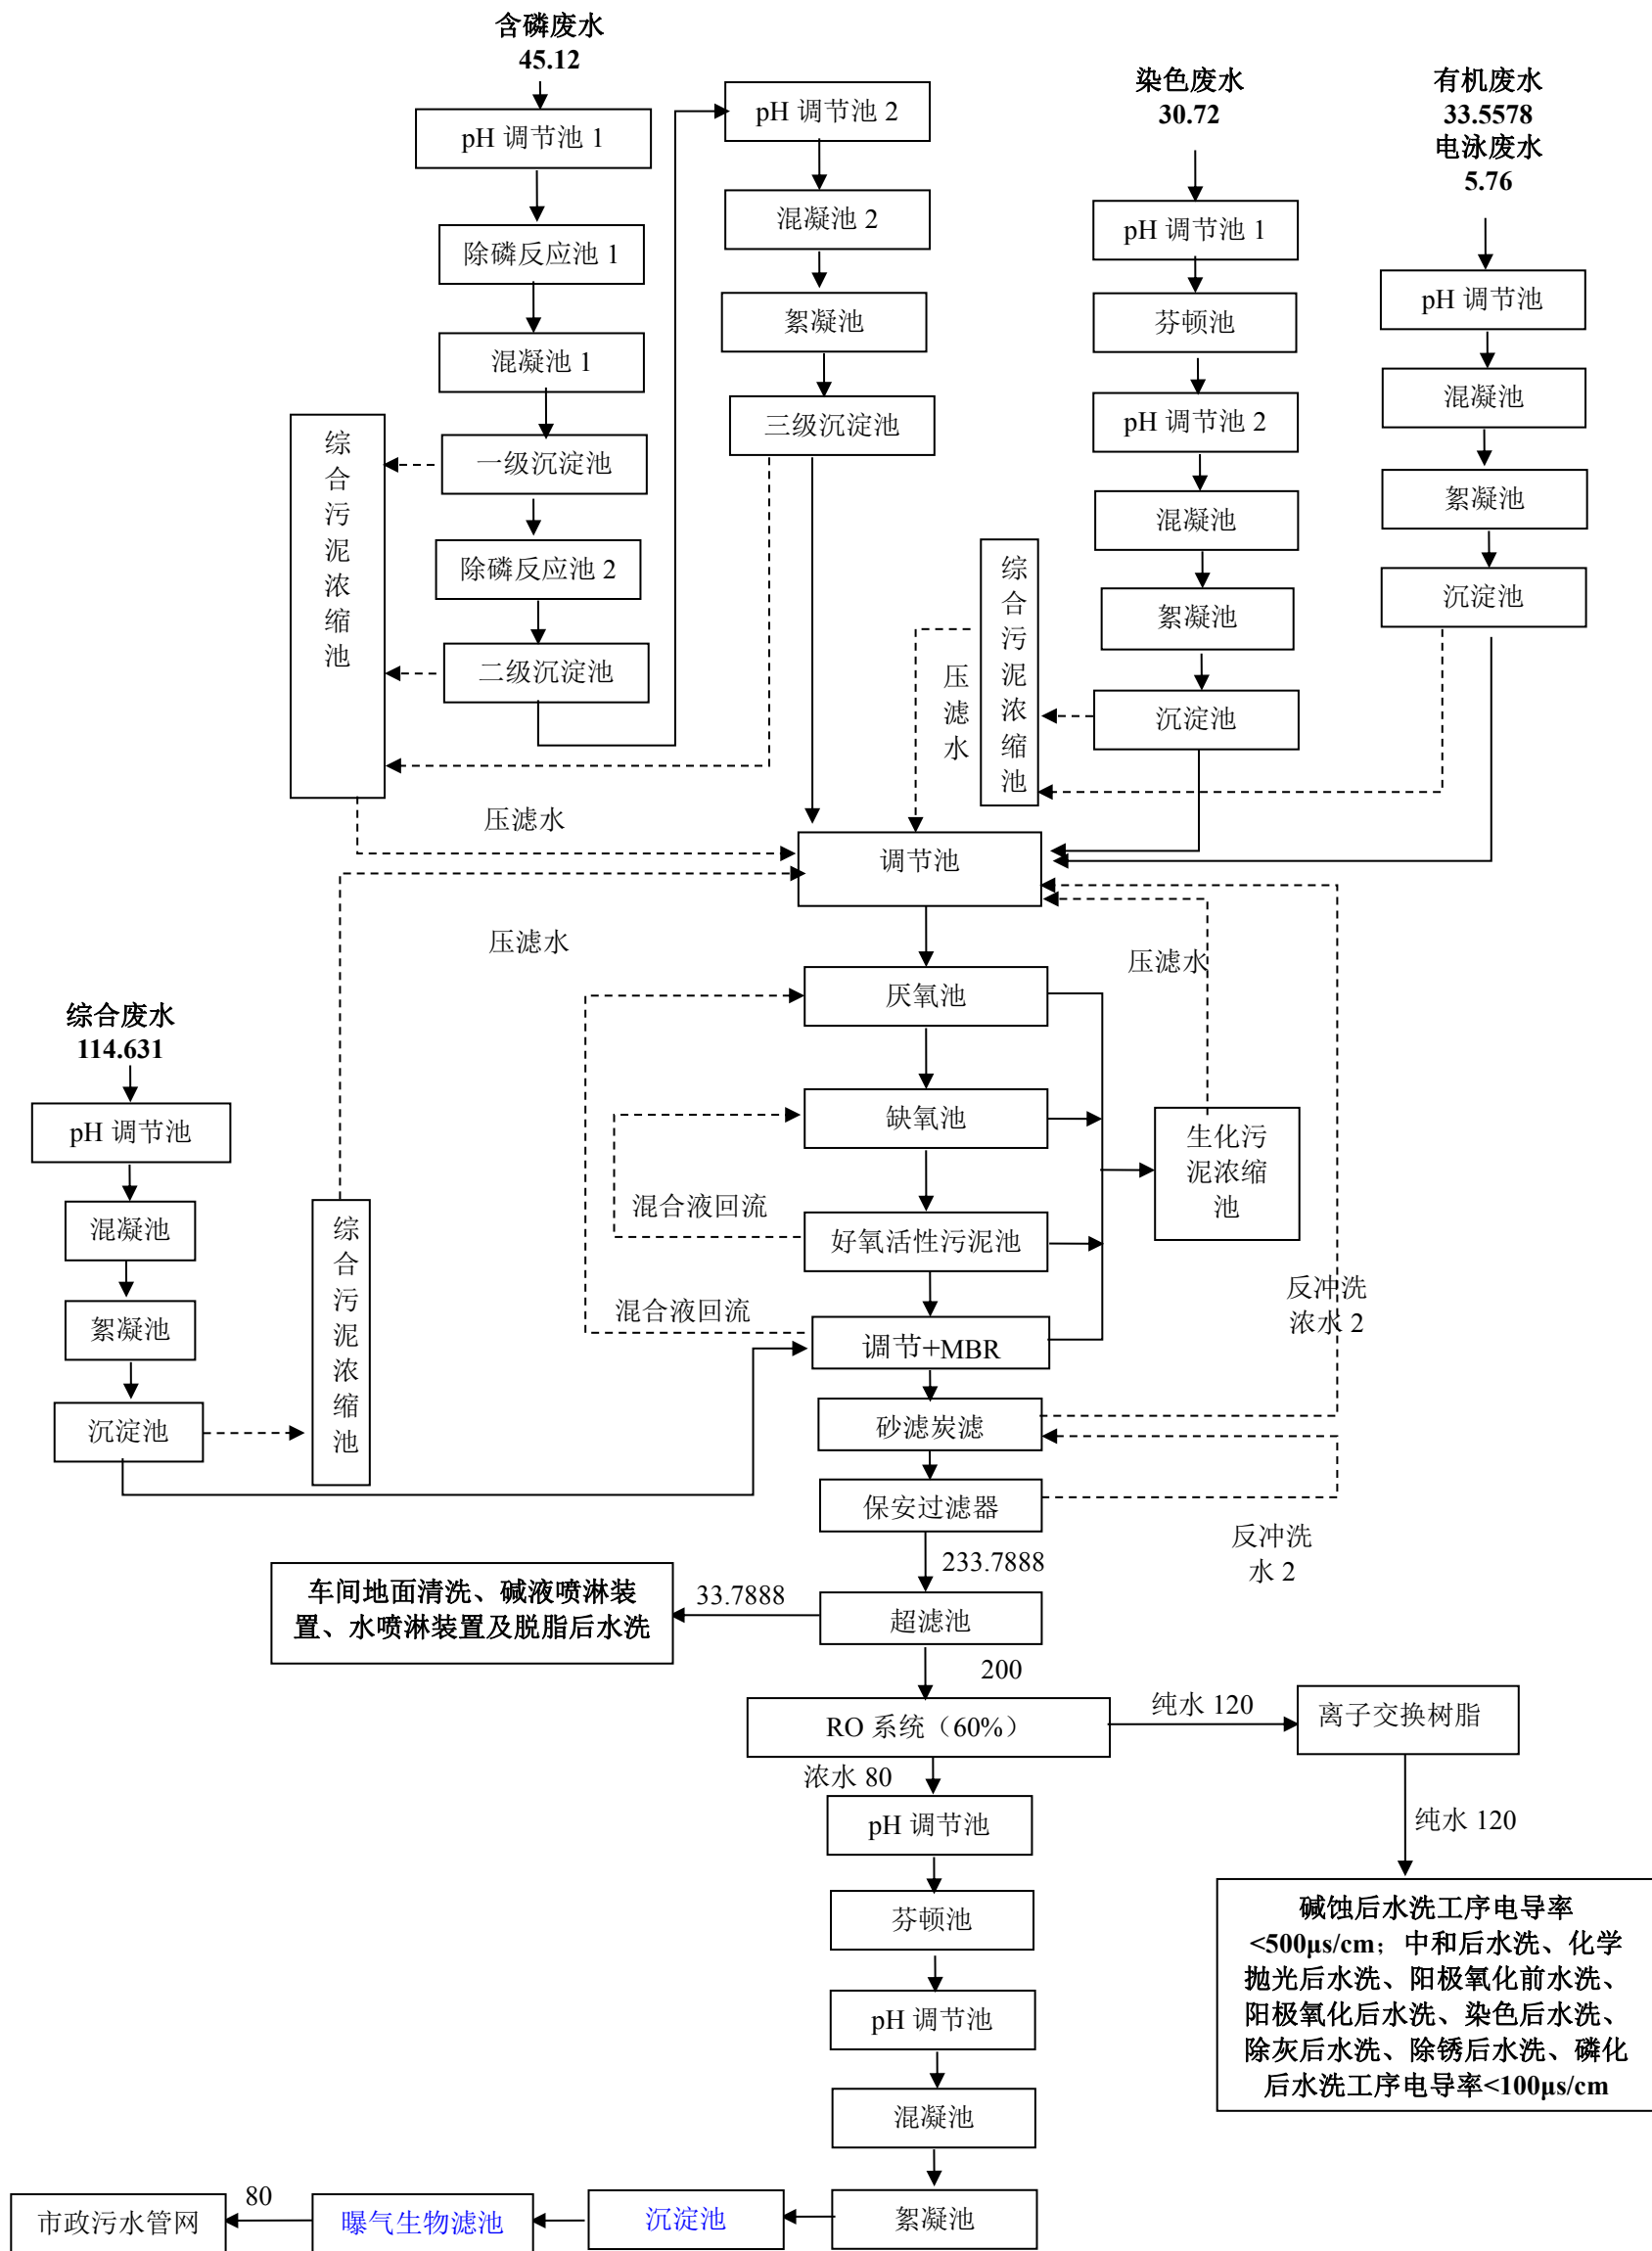 含磷废水
45.12
pH 调节池 1
除磷反应池 1
混凝池 1
一级沉淀池
除磷反应池 2
二级沉淀池
综
合
污
泥
浓
缩
池
pH 调节池 2
混凝池 2
絮凝池
三级沉淀池
染色废水
30.72
pH 调节池 1
芬顿池
pH 调节池 2
混凝池
絮凝池
沉淀池
有机废水
33.5578
电泳废水
5.76
pH 调节池
混凝池
絮凝池
沉淀池
综
合
污
泥
浓
缩
池
压
滤
水
压滤水
调节池
压滤水
压滤水
综合废水
114.631
pH 调节池
混凝池
絮凝池
沉淀池
综
合
污
泥
浓
缩
池
厌氧池
缺氧池
混合液回流
好氧活性污泥池
混合液回流
调节+MBR
生化污
泥浓缩
池
反冲洗
浓水 2
砂滤炭滤
保安过滤器
反冲洗
水 2
233.7888
车间地面清洗、碱液喷淋装
置、水喷淋装置及脱脂后水洗
33.7888
超滤池
200
RO 系统（60%）
纯水 120
离子交换树脂
浓水 80
纯水 120
pH 调节池
芬顿池
pH 调节池
混凝池
絮凝池
碱蚀后水洗工序电导率
<500μs/cm；中和后水洗、化学
抛光后水洗、阳极氧化前水洗、
阳极氧化后水洗、染色后水洗、
除灰后水洗、除锈后水洗、磷化
后水洗工序电导率<100μs/cm
沉淀池
曝气生物滤池
80
市政污水管网